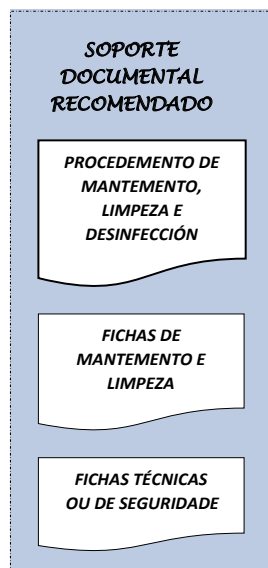 SOPORTE
DOCUMENTAL
RECOMENDADO
PROCEDEMENTO DE
MANTEMENTO,
LIMPEZA E
DESINFECCIÓN
FICHAS DE
MANTEMENTO E
LIMPEZA
FICHAS TÉCNICAS
OU DE SEGURIDADE